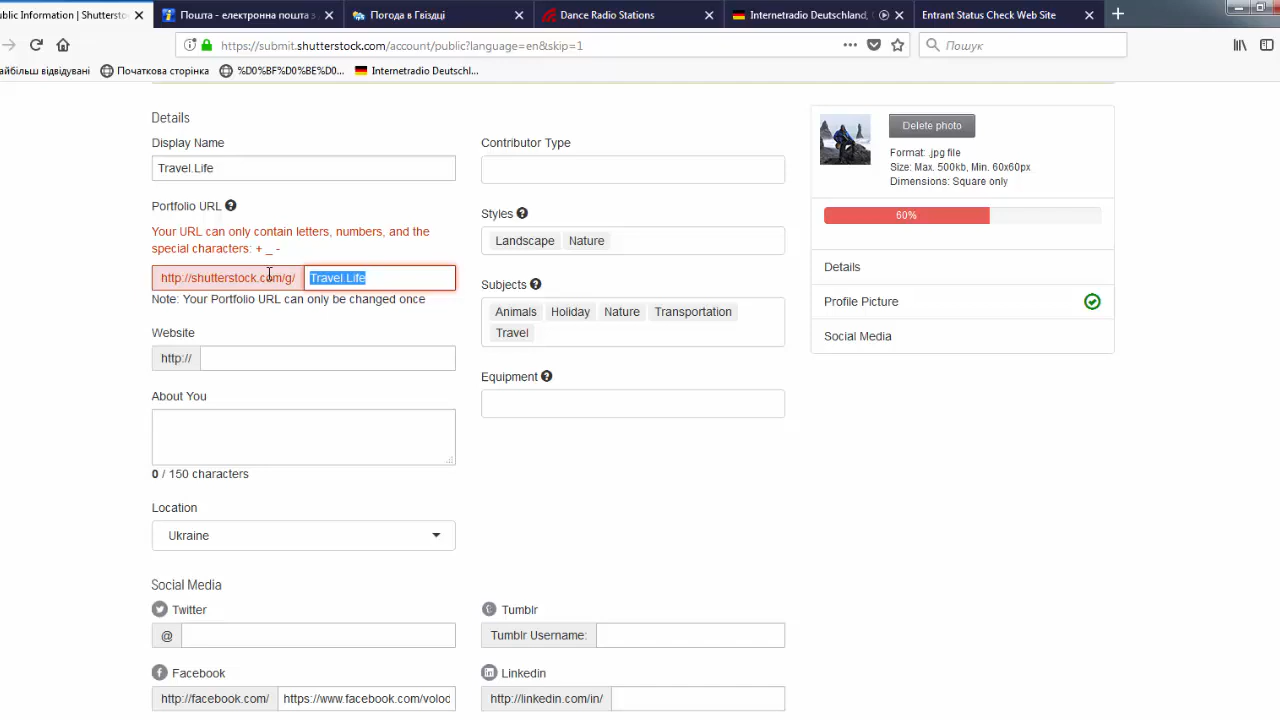 ublic Information | Shutterst
Пошта - електронна пошта з
Погода в Гвіздці
Dance Radio Stations
Internetradio Deutschland,
Entrant Status Check Web Site
https://submit.shutterstock.com/account/public?language=en&skip=1
Пошук
айбільш відвідувані
Початкова сторінка
%D0%BF%D0%BE%D0...
Internetradio Deutschl...
Details
Display Name
Travel.Life
Contributor Type
Portfolio URL
Your URL can only contain letters, numbers, and the
special characters: + _ -
http://shutterstock.com/g/
Travel.Life
Note: Your Portfolio URL can only be changed once
Website
http://
About You
0 / 150 characters
Location
Ukraine
Styles
Landscape
Nature
Subjects
Animals
Holiday
Nature
Transportation
Travel
Equipment
Delete photo
Format: .jpg file
Size: Max. 500kb, Min. 60x60px
Dimensions: Square only
60%
Details
Profile Picture
Social Media
Social Media
Twitter
@
Tumblr
Tumblr Username:
Facebook
http://facebook.com/
https://www.facebook.com/voloc
Linkedin
http://linkedin.com/in/